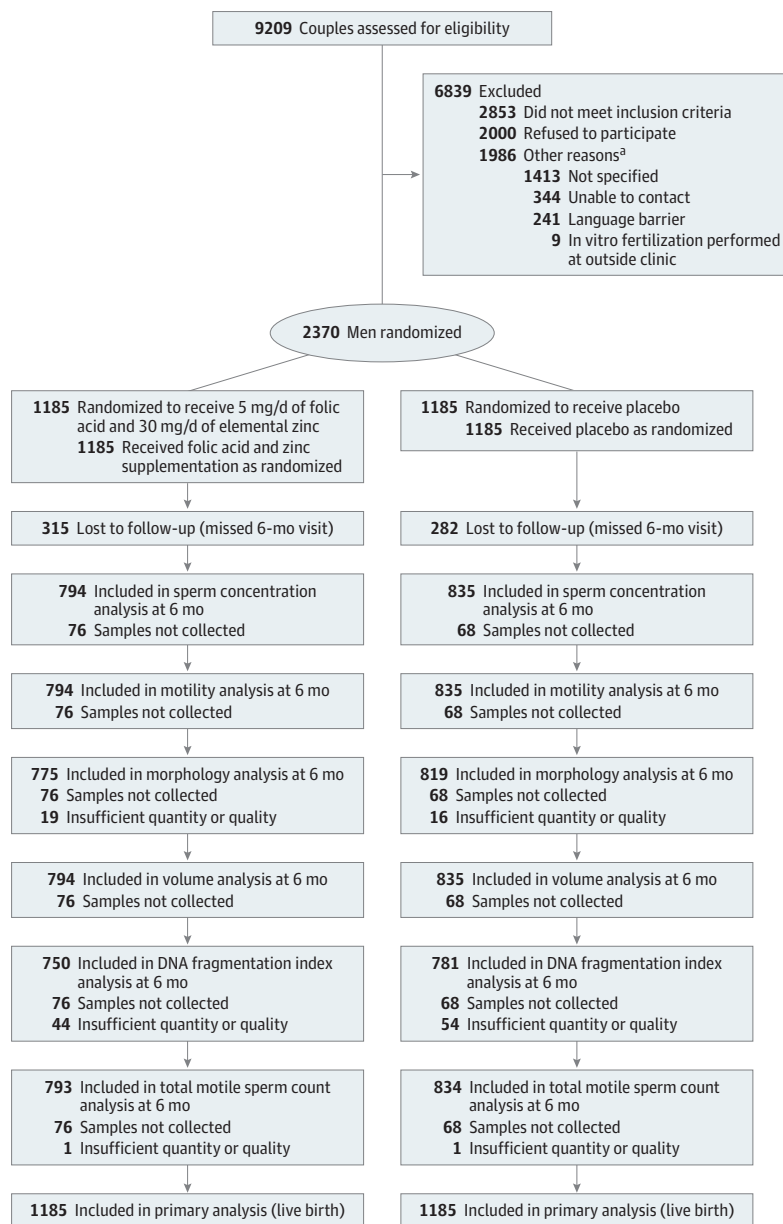 9209 Couples assessed for eligibility
6839 Excluded
2853 Did not meet inclusion criteria
2000 Refused to participate
1986 Other reasonsa
1413 Not specified
344 Unable to contact
241 Language barrier
9 In vitro fertilization performed
at outside clinic
2370 Men randomized
1185 Randomized to receive 5 mg/d of folic
acid and 30 mg/d of elemental zinc
1185 Received folic acid and zinc
supplementation as randomized
1185 Randomized to receive placebo
1185 Received placebo as randomized
315 Lost to follow-up (missed 6-mo visit)
282 Lost to follow-up (missed 6-mo visit)
794 Included in sperm concentration
analysis at 6 mo
76 Samples not collected
835 Included in sperm concentration
analysis at 6 mo
68 Samples not collected
794 Included in motility analysis at 6 mo
76 Samples not collected
835 Included in motility analysis at 6 mo
68 Samples not collected
775 Included in morphology analysis at 6 mo
76 Samples not collected
19 Insufficient quantity or quality
819 Included in morphology analysis at 6 mo
68 Samples not collected
16 Insufficient quantity or quality
794 Included in volume analysis at 6 mo
76 Samples not collected
835 Included in volume analysis at 6 mo
68 Samples not collected
750 Included in DNA fragmentation index
analysis at 6 mo
76 Samples not collected
44 Insufficient quantity or quality
781 Included in DNA fragmentation index
analysis at 6 mo
68 Samples not collected
54 Insufficient quantity or quality
793 Included in total motile sperm count
analysis at 6 mo
76 Samples not collected
1 Insufficient quantity or quality
834 Included in total motile sperm count
analysis at 6 mo
68 Samples not collected
1 Insufficient quantity or quality
1185 Included in primary analysis (live birth)
1185 Included in primary analysis (live birth)